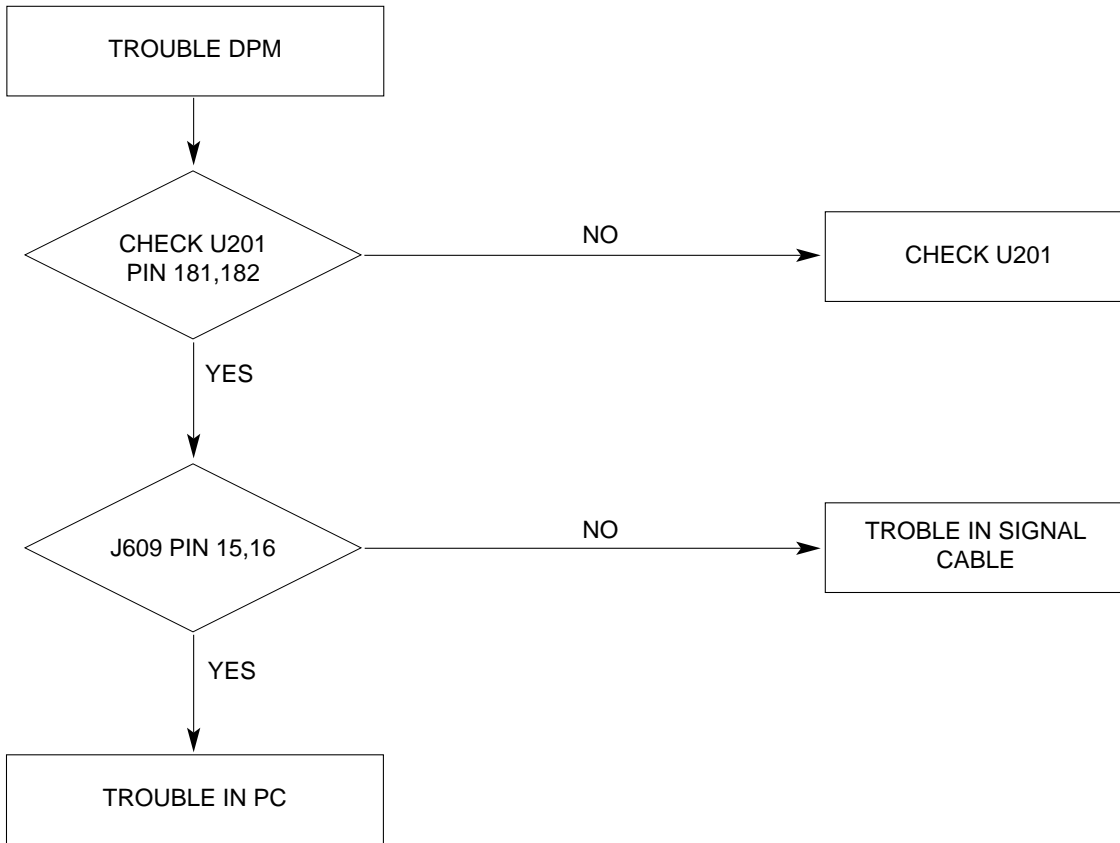 TROUBLE DPM
CHECK U201
PIN 181,182
NO
CHECK U201
YES
J609 PIN 15,16
NO
TROBLE IN SIGNAL
CABLE
YES
TROUBLE IN PC